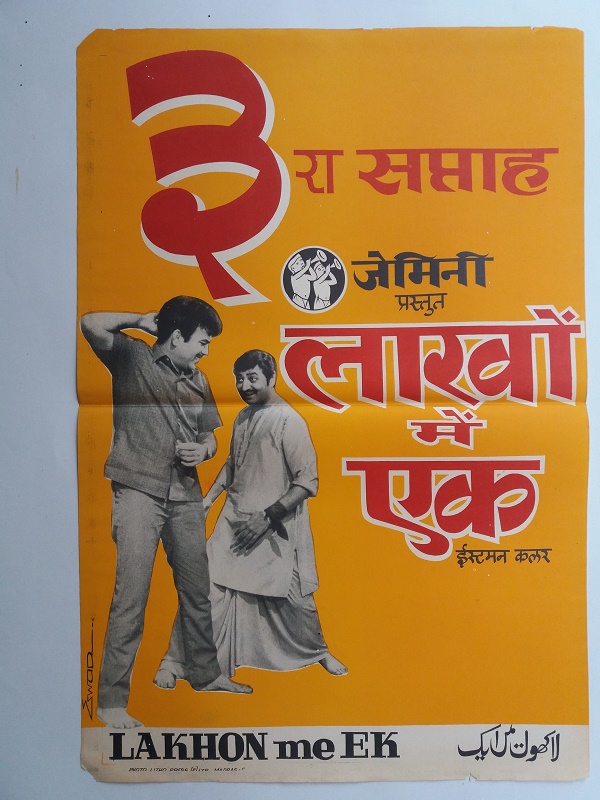 ३रा सप्ताह
जेमिनी
प्रस्तुत
लाखों
में
एक
ईस्टमन कलर
LAKHON me EK لاکھوں میں ایک